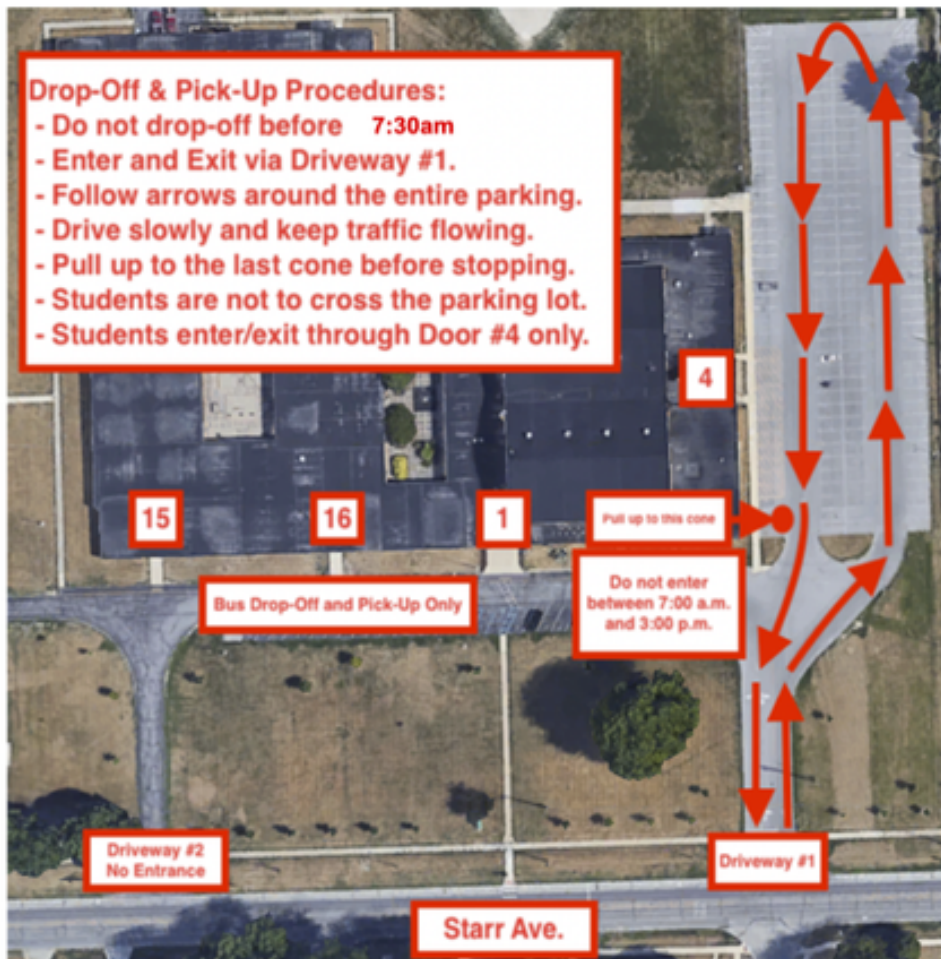 Drop-Off & Pick-Up Procedures:
- Do not drop-off before 7:30am
- Enter and Exit via Driveway #1.
- Follow arrows around the entire parking.
- Drive slowly and keep traffic flowing.
- Pull up to the last cone before stopping.
- Students are not to cross the parking lot.
- Students enter/exit through Door #4 only.
4
15
16
1
Pull up to this cone
Do not enter
between 7:00 a.m.
and 3:00 p.m.
Bus Drop-Off and Pick-Up Only
Driveway #2
No Entrance
Driveway #1
Starr Ave.